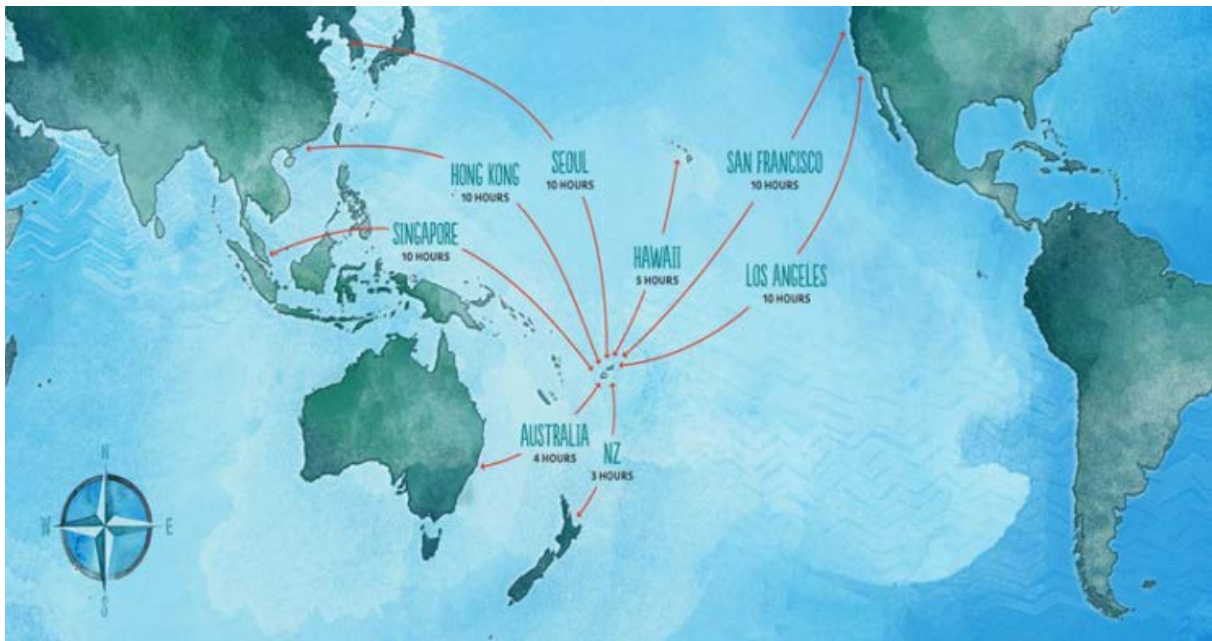 SEOUL
10 HOURS
HONG KONG
10 HOURS
SAN FRANCISCO
10 HOURS
SINGAPORE
10 HOURS
HAWAII
5 HOURS
LOS ANGELES
10 HOURS
AUSTRALIA
4 HOURS
NZ
3 HOURS
N
W
E
S